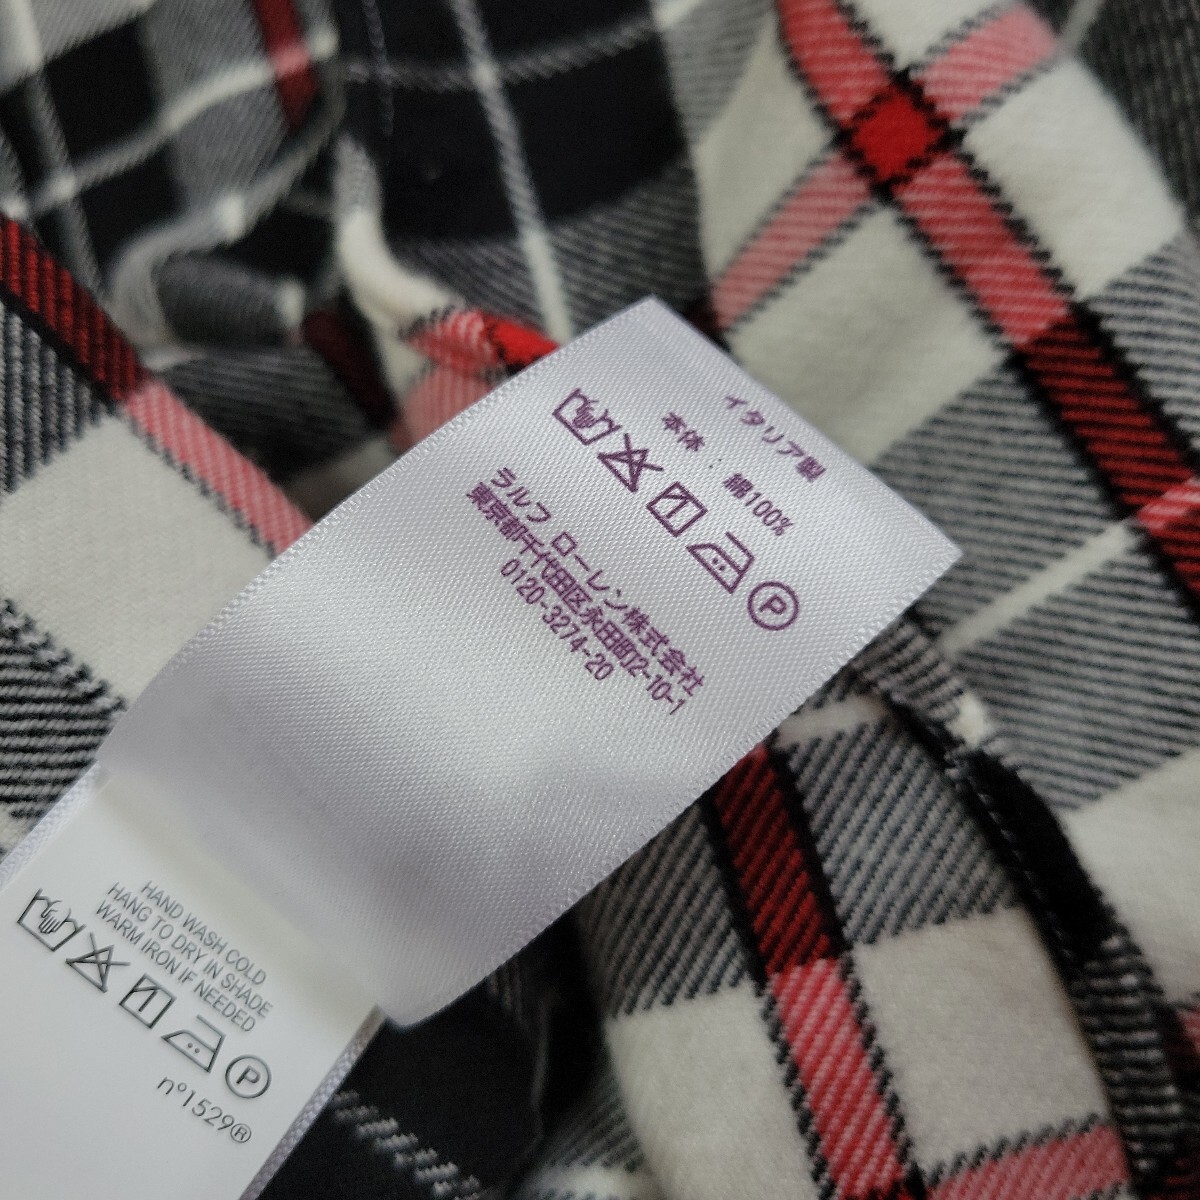 イタリア製
本体 綿100%
P
ラルフ ローレン株式会社
東京都千代田区永田町2-10-1
0120-3274-20
HAND WASH COLD
HANG TO DRY IN SHADE
WARM IRON IF NEEDED
P
n°1529®